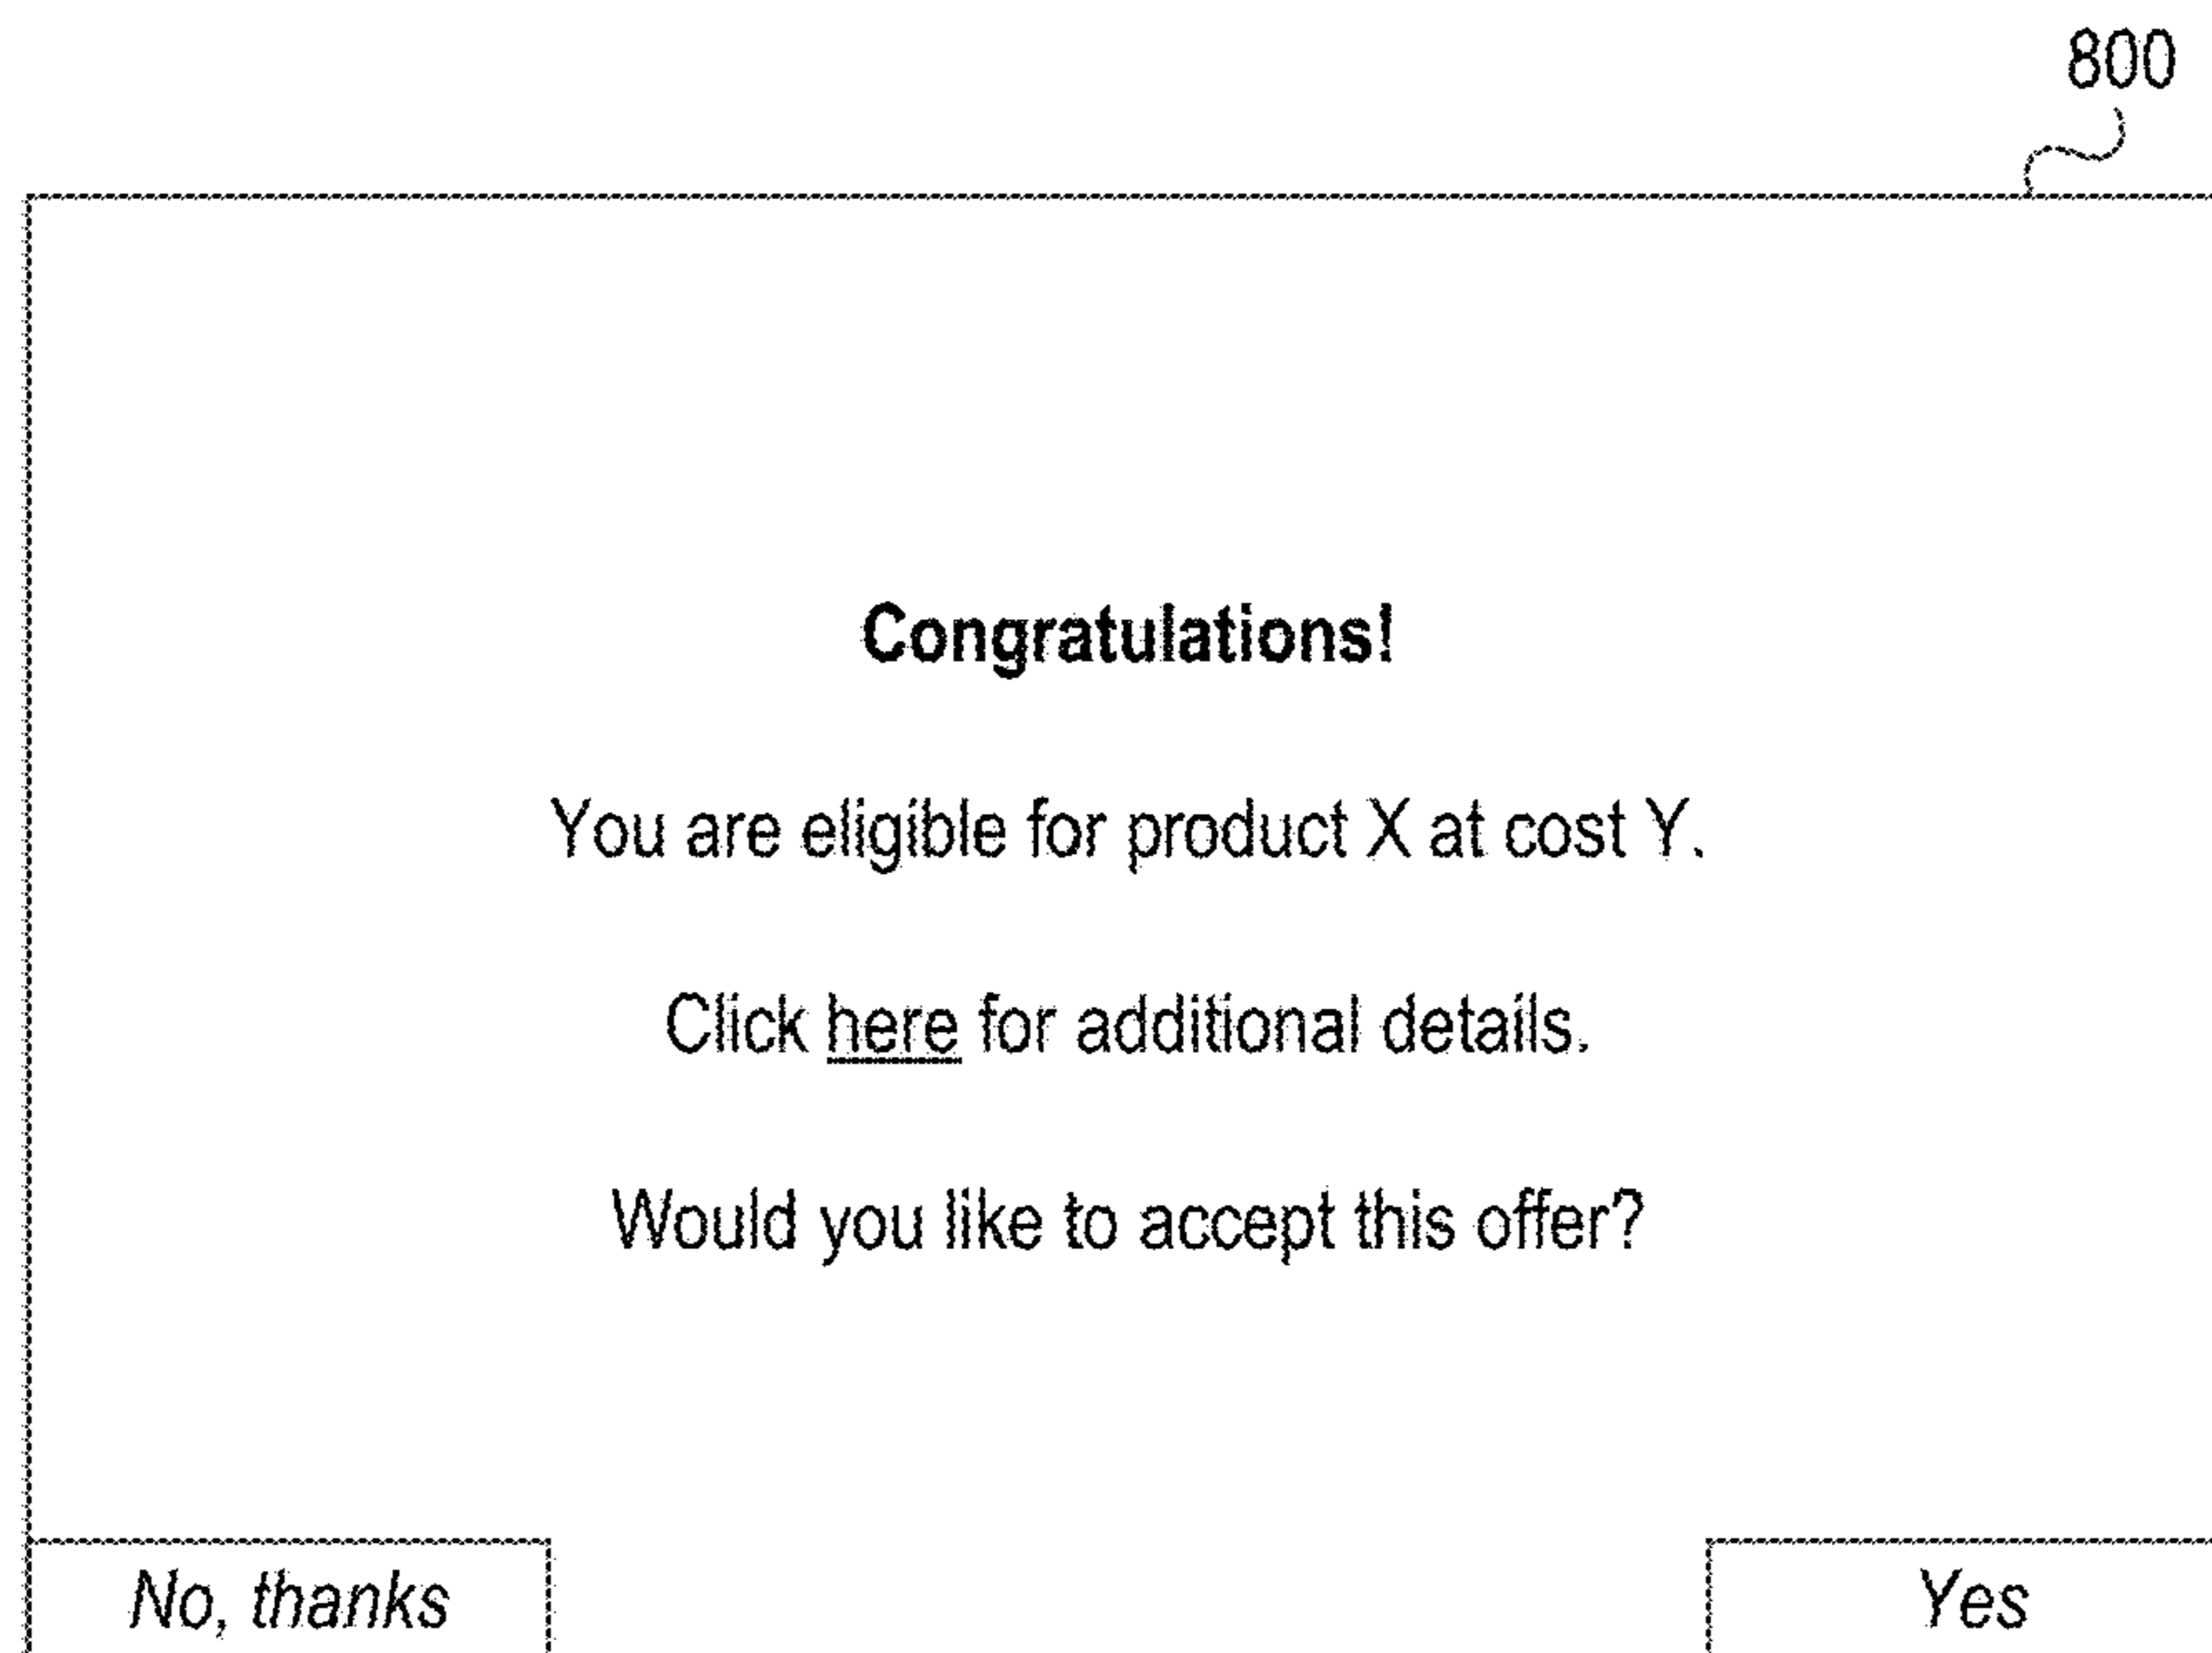 800
Congratulations!
You are eligible for product X at cost Y.
Click here for additional details.
Would you like to accept this offer?
No, thanks
Yes